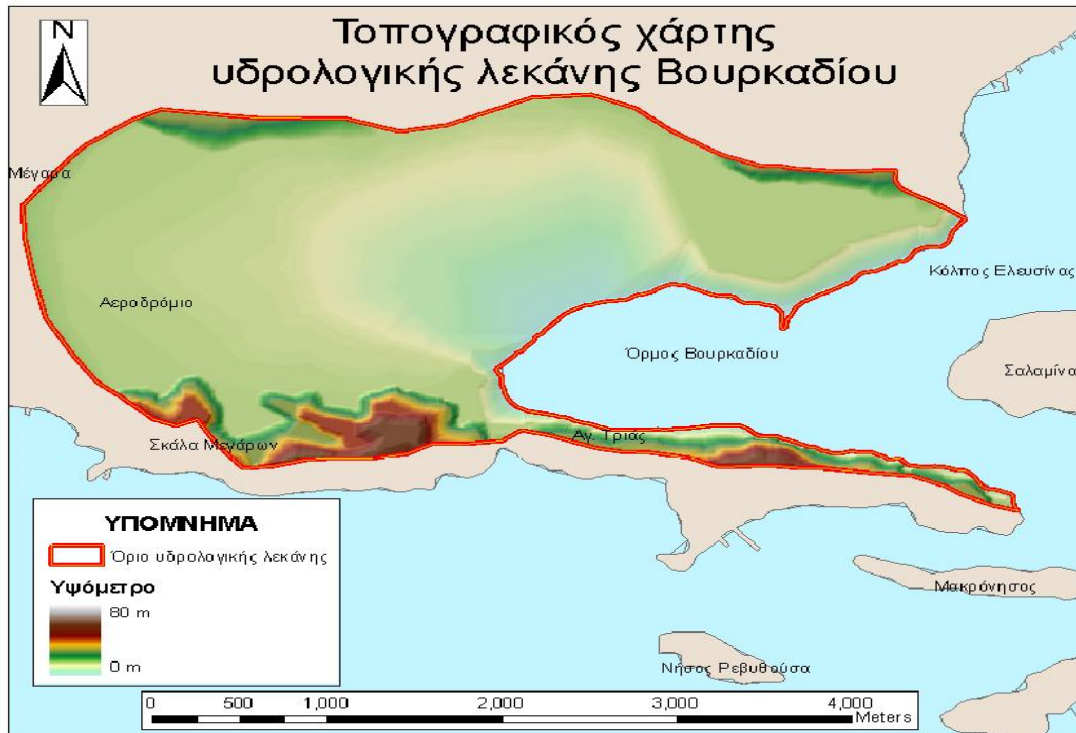 Τοπογραφικός χάρτης
υδρολογικής λεκάνης Βουρκαδίου
N
Μέγαρα
Κόλπος Ελευσίνας
Αεροδρόμιο
Όρμος Βουρκαδίου
Σαλαμίνα
Σκάλα Μεγάρων
Αγ. Τριάς
ΥΠΟΜΝΗΜΑ
Όριο υδρολογικής λεκάνης
Υψόμετρο
80 m
0 m
Μακρόνησος
Νήσος Ρεβυθούσα
0 500 1,000 2,000 3,000 4,000
Meters